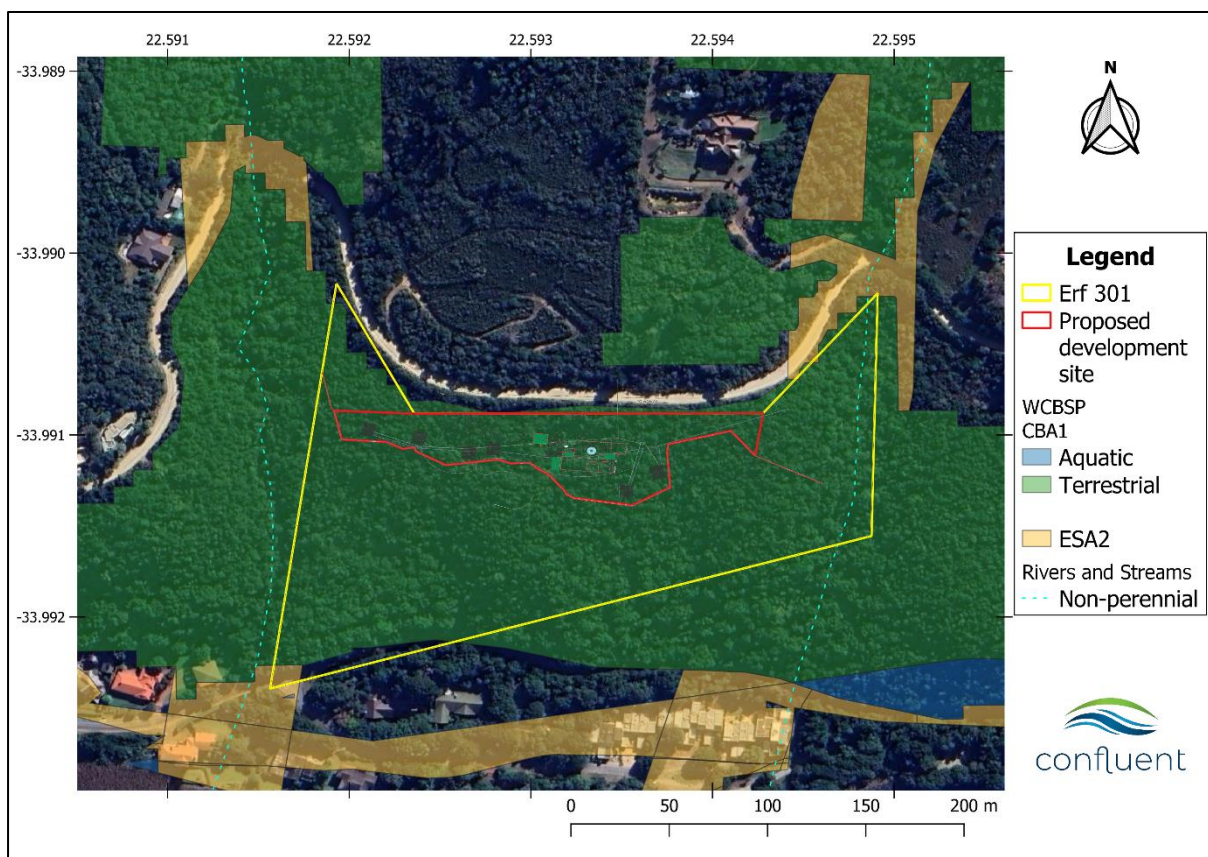 22.591
22.592
22.593
22.594
22.595
-33.989
-33.990
-33.991
-33.992
N
Legend
Erf 301
Proposed
development
site
WCBSP
CBA1
Aquatic
Terrestrial
ESA2
Rivers and Streams
Non-perennial
confluent
0 50 100 150 200 m